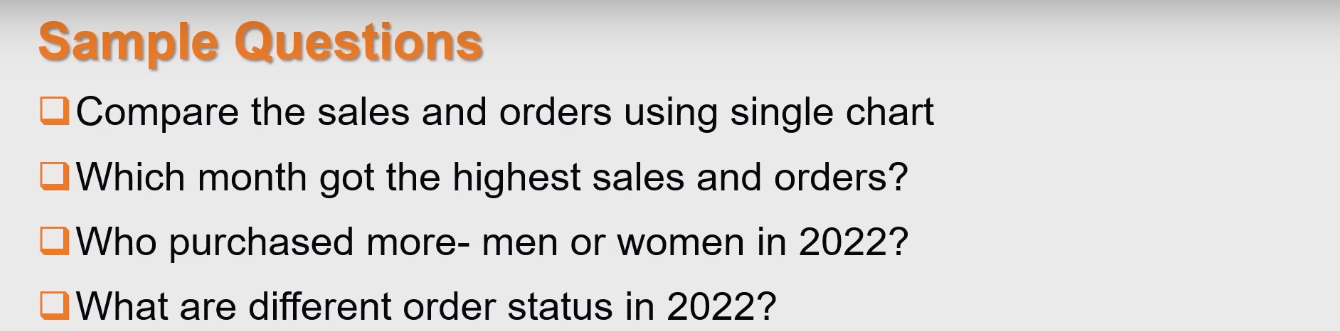 Sample Questions
Compare the sales and orders using single chart
Which month got the highest sales and orders?
Who purchased more- men or women in 2022?
What are different order status in 2022?